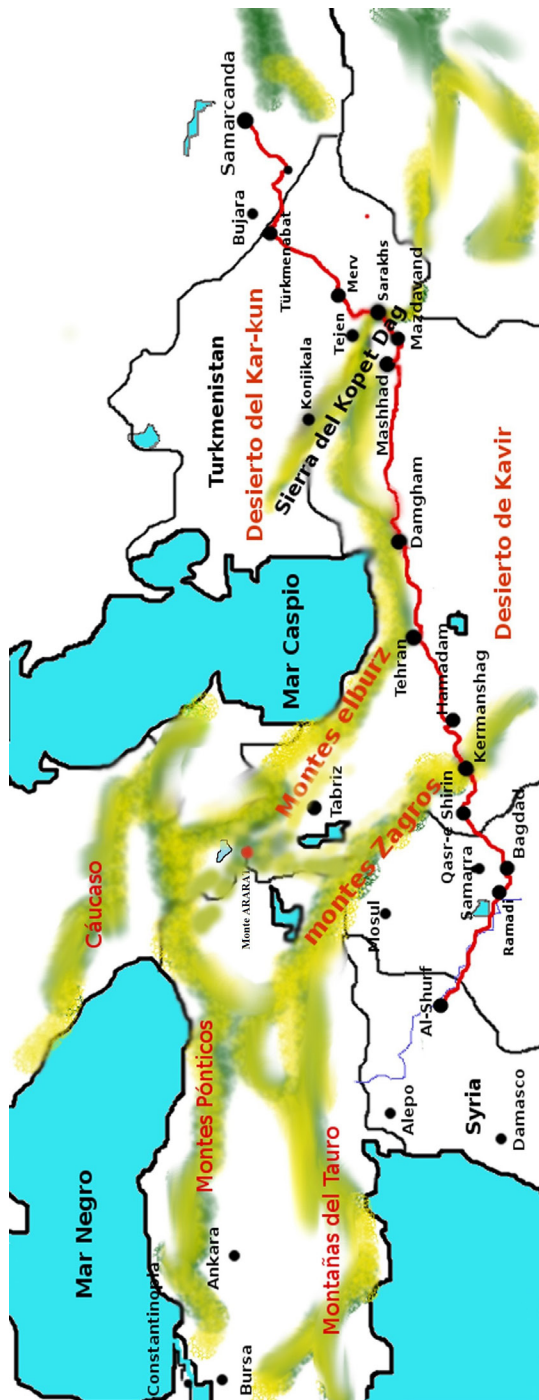 Mar Negro
Cáucaso
Constantinopla
Montes Pónticos
Ankara
Bursa
Monte ARARAT
Mar Caspio
Montes elburz
Tabriz
Turkmenistan
Desierto del Kar-kun
Bujara
Samarcanda
Türkmenabat
Konjikala
Sierra del Kopet Dag
Merv
Tejen
Sarakhs
Mazdavand
Mashhad
Damgham
Tehran
Hamadam
Kermanshag
Desierto de Kavir
montes Zagros
Montañas del Tauro
Mosul
Qasr-e Shirin
Samarra
Bagdad
Ramadi
Al-Shurf
Alepo
Syria
Damasco